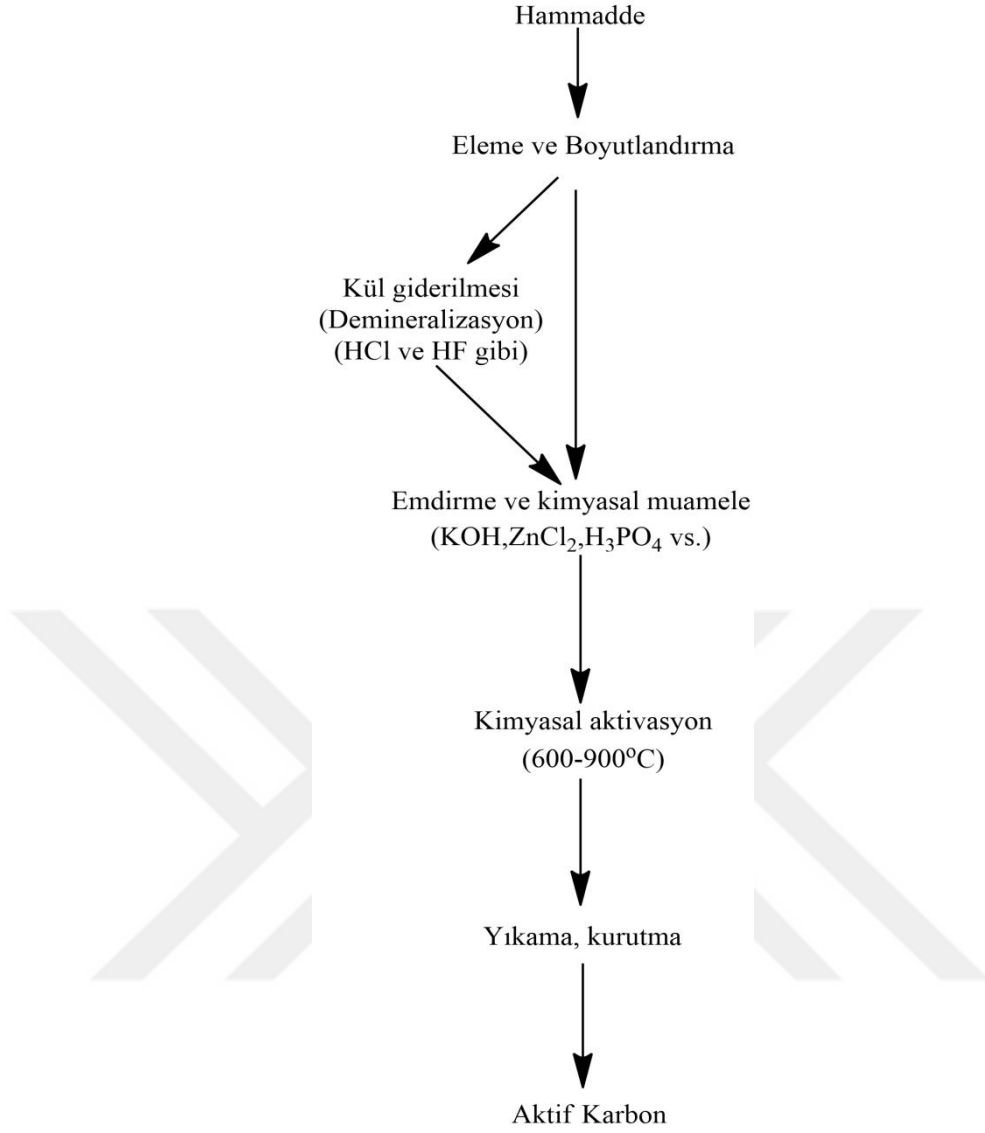 Hammadde
Eleme ve Boyutlandırma
Kül giderilmesi
(Demineralizasyon)
(HCl ve HF gibi)
Emdirme ve kimyasal muamele
(KOH,ZnCl₂,H₃PO₄ vs.)
Kimyasal aktivasyon
(600-900°C)
Yıkama, kurutma
Aktif Karbon